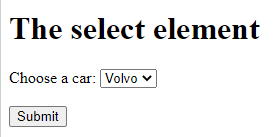 The select element
Choose a car: Volvo
Submit